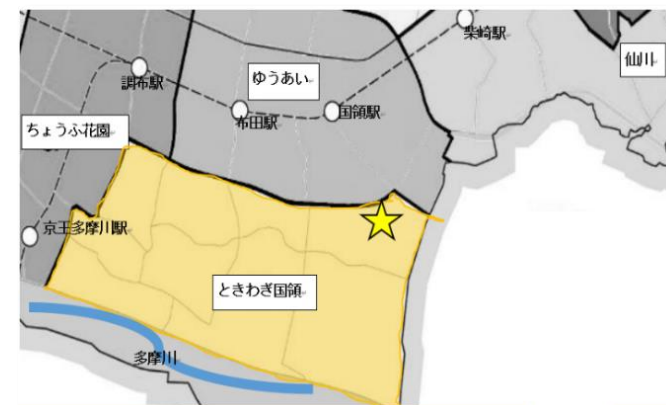 柴崎駅
仙川
調布駅
ゆうあい
布田駅
国領駅
ちょうふ花園
京王多摩川駅
ときわぎ国領
多摩川